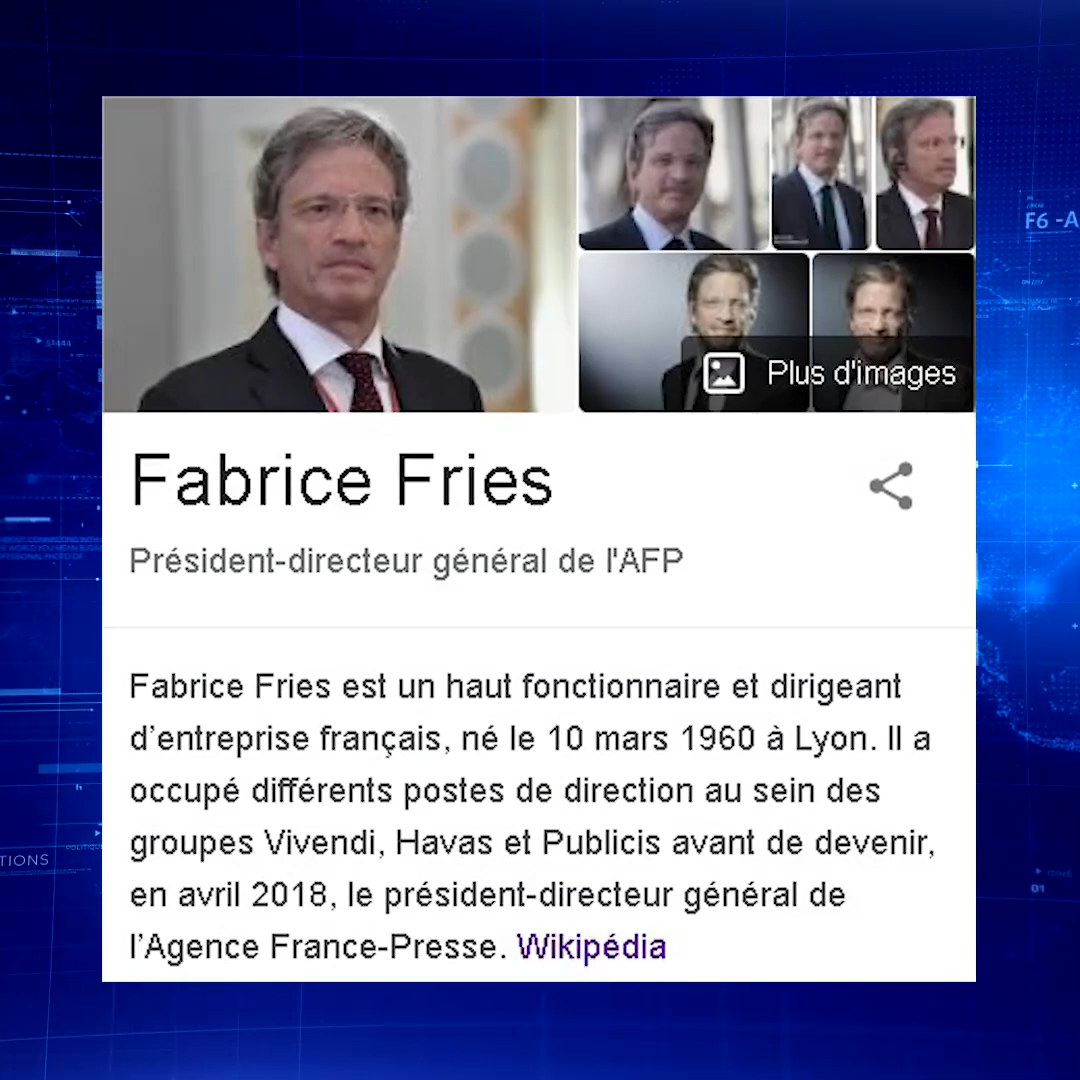 Plus d'images
Fabrice Fries
Président-directeur général de l'AFP
Fabrice Fries est un haut fonctionnaire et dirigeant
d’entreprise français, né le 10 mars 1960 à Lyon. Il a
occupé différents postes de direction au sein des
groupes Vivendi, Havas et Publicis avant de devenir,
en avril 2018, le président-directeur général de
l’Agence France-Presse. Wikipédia
F6 -A
TIONS
01